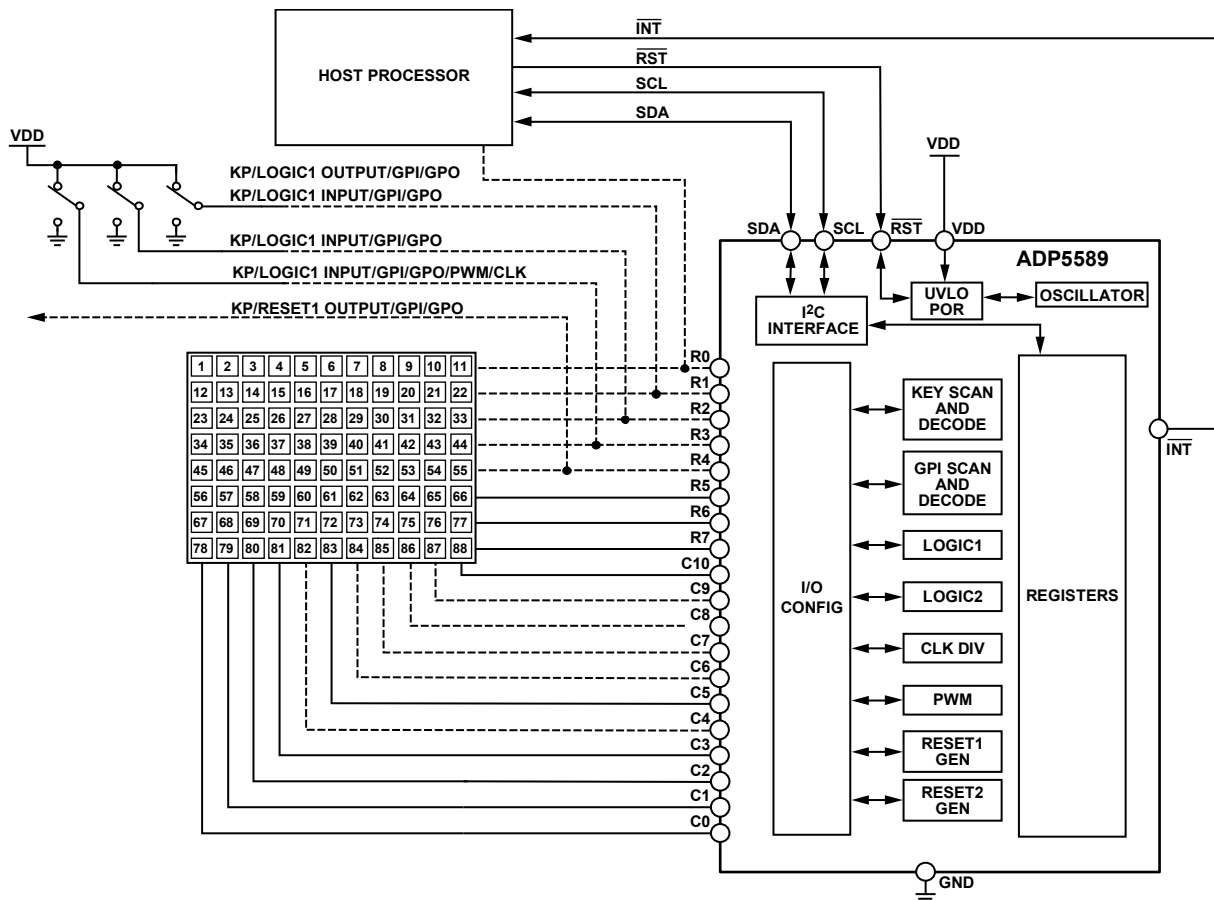 INT
HOST PROCESSOR
RST
SCL
SDA
VDD
VDD
KP/LOGIC1 OUTPUT/GPI/GPO
KP/LOGIC1 INPUT/GPI/GPO
KP/LOGIC1 INPUT/GPI/GPO
KP/LOGIC1 INPUT/GPI/GPO/PWM/CLK
KP/RESET1 OUTPUT/GPI/GPO
SDA SCL RST VDD
ADP5589
I2C
INTERFACE
UVLO
POR
OSCILLATOR
1 2 3 4 5 6 7 8 9 10 11
12 13 14 15 16 17 18 19 20 21 22
23 24 25 26 27 28 29 30 31 32 33
34 35 36 37 38 39 40 41 42 43 44
45 46 47 48 49 50 51 52 53 54 55
56 57 58 59 60 61 62 63 64 65 66
67 68 69 70 71 72 73 74 75 76 77
78 79 80 81 82 83 84 85 86 87 88
R0
R1
R2
R3
R4
R5
R6
R7
C10
C9
C8
C7
C6
C5
C4
C3
C2
C1
C0
I/O
CONFIG
KEY SCAN
AND
DECODE
GPI SCAN
AND
DECODE
LOGIC1
LOGIC2
CLK DIV
PWM
RESET1
GEN
RESET2
GEN
REGISTERS
INT
GND